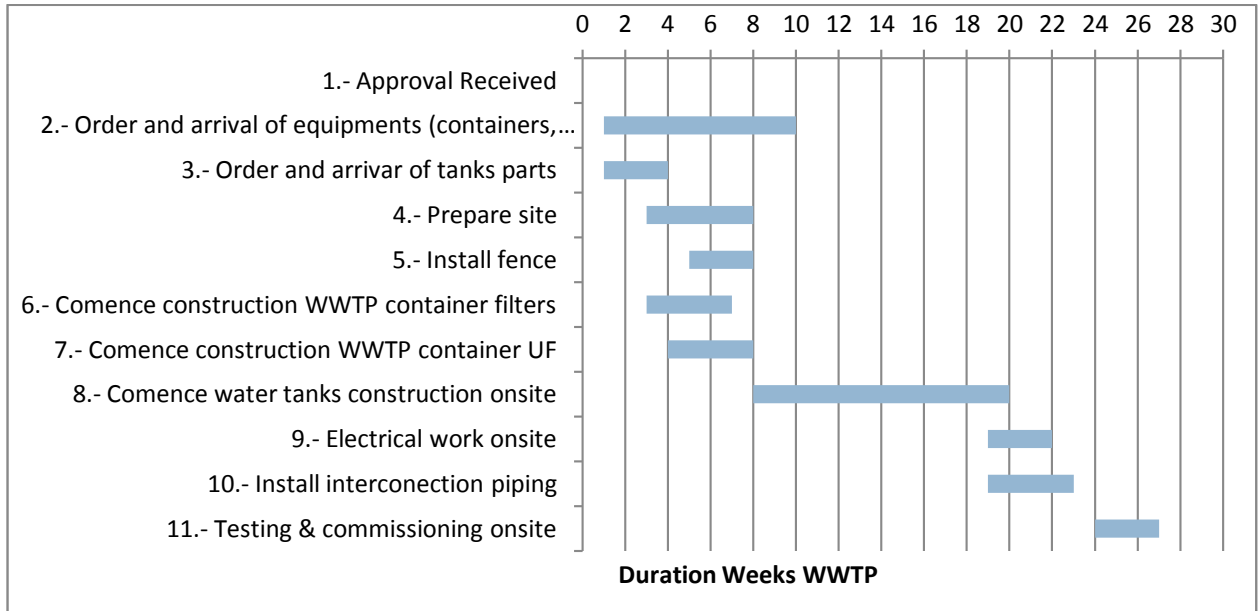 0 2 4 6 8 10 12 14 16 18 20 22 24 26 28 30
1.- Approval Received
2.- Order and arrival of equipments (containers,…
3.- Order and arrivar of tanks parts
4.- Prepare site
5.- Install fence
6.- Comence construction WWTP container filters
7.- Comence construction WWTP container UF
8.- Comence water tanks construction onsite
9.- Electrical work onsite
10.- Install interconection piping
11.- Testing & commissioning onsite
Duration Weeks WWTP